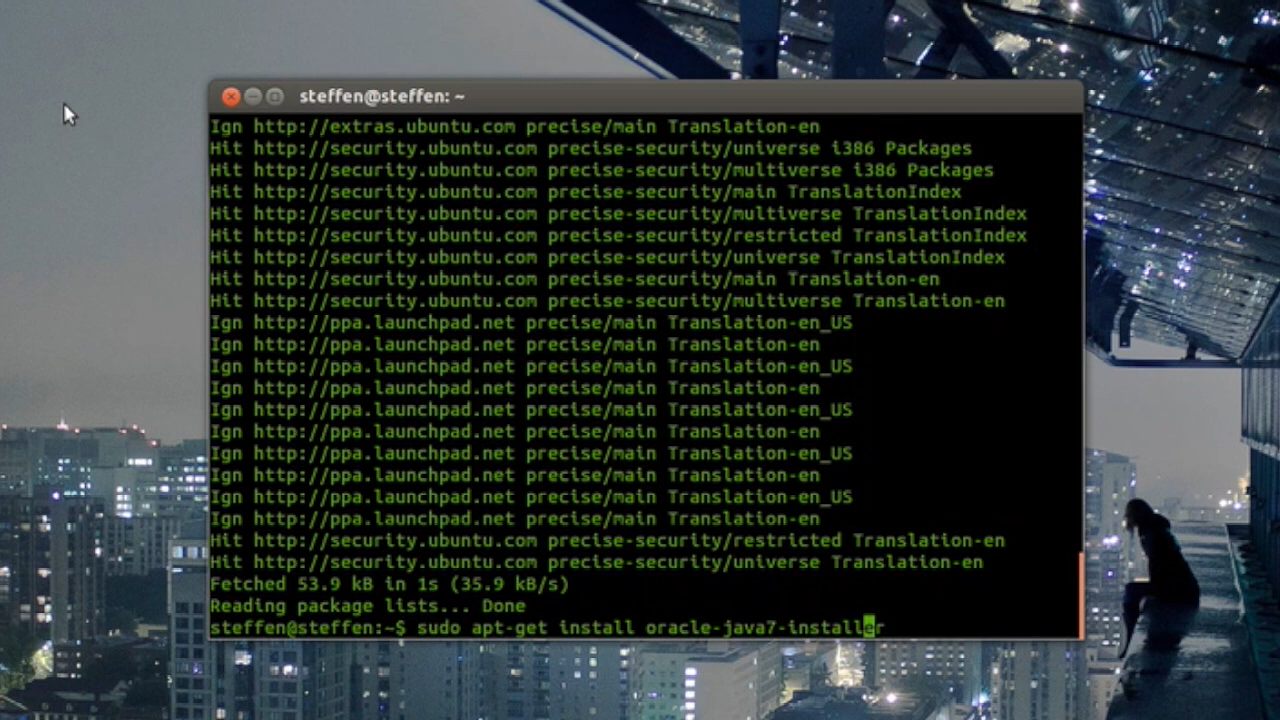 steffen@steffen: ~
Ign http://extras.ubuntu.com precise/main Translation-en
Hit http://security.ubuntu.com precise-security/universe i386 Packages
Hit http://security.ubuntu.com precise-security/multiverse i386 Packages
Hit http://security.ubuntu.com precise-security/main TranslationIndex
Hit http://security.ubuntu.com precise-security/multiverse TranslationIndex
Hit http://security.ubuntu.com precise-security/restricted TranslationIndex
Hit http://security.ubuntu.com precise-security/universe TranslationIndex
Hit http://security.ubuntu.com precise-security/main Translation-en
Hit http://security.ubuntu.com precise-security/multiverse Translation-en
Ign http://ppa.launchpad.net precise/main Translation-en_US
Ign http://ppa.launchpad.net precise/main Translation-en
Ign http://ppa.launchpad.net precise/main Translation-en_US
Ign http://ppa.launchpad.net precise/main Translation-en
Ign http://ppa.launchpad.net precise/main Translation-en_US
Ign http://ppa.launchpad.net precise/main Translation-en
Ign http://ppa.launchpad.net precise/main Translation-en_US
Ign http://ppa.launchpad.net precise/main Translation-en
Ign http://ppa.launchpad.net precise/main Translation-en_US
Ign http://ppa.launchpad.net precise/main Translation-en
Hit http://security.ubuntu.com precise-security/restricted Translation-en
Hit http://security.ubuntu.com precise-security/universe Translation-en
Fetched 53.9 kB in 1s (35.9 kB/s)
Reading package lists... Done
steffen@steffen:~$ sudo apt-get install oracle-java7-installer